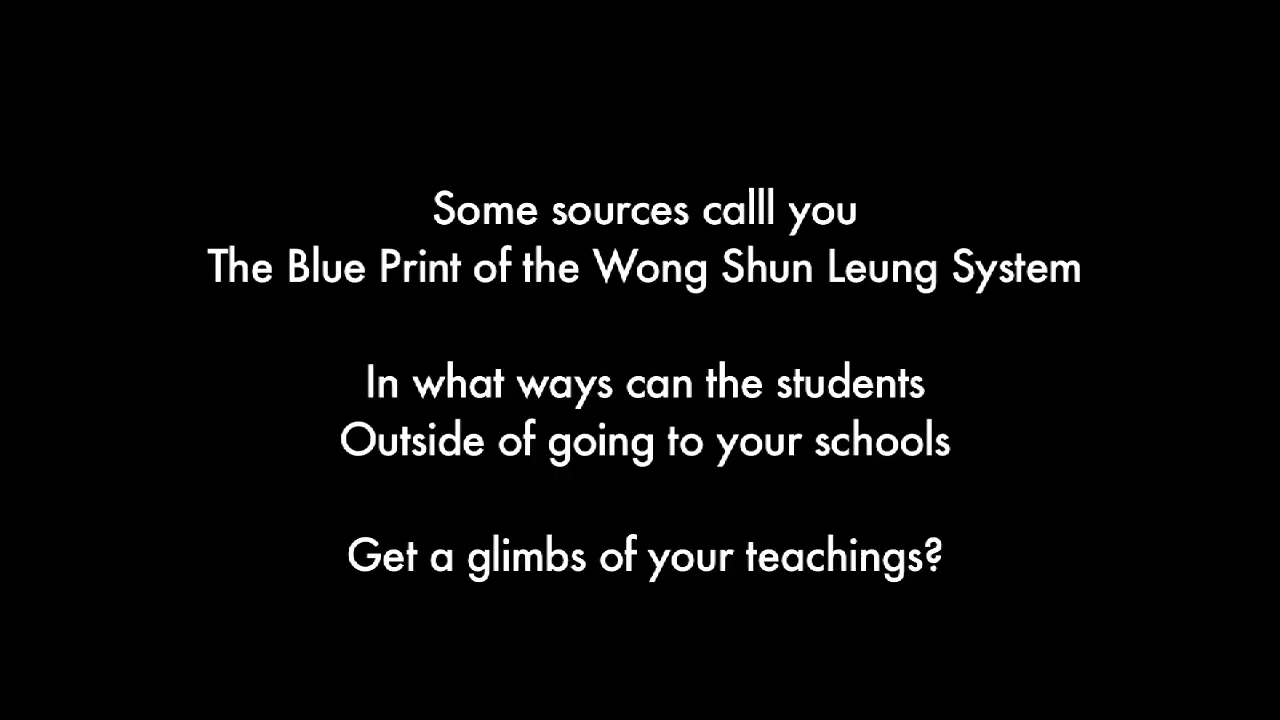 Some sources calll you
The Blue Print of the Wong Shun Leung System
In what ways can the students
Outside of going to your schools
Get a glimbs of your teachings?